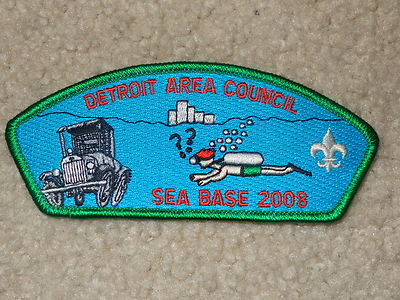 DETROIT AREA COUNCIL
??
?
SEA BASE 2008